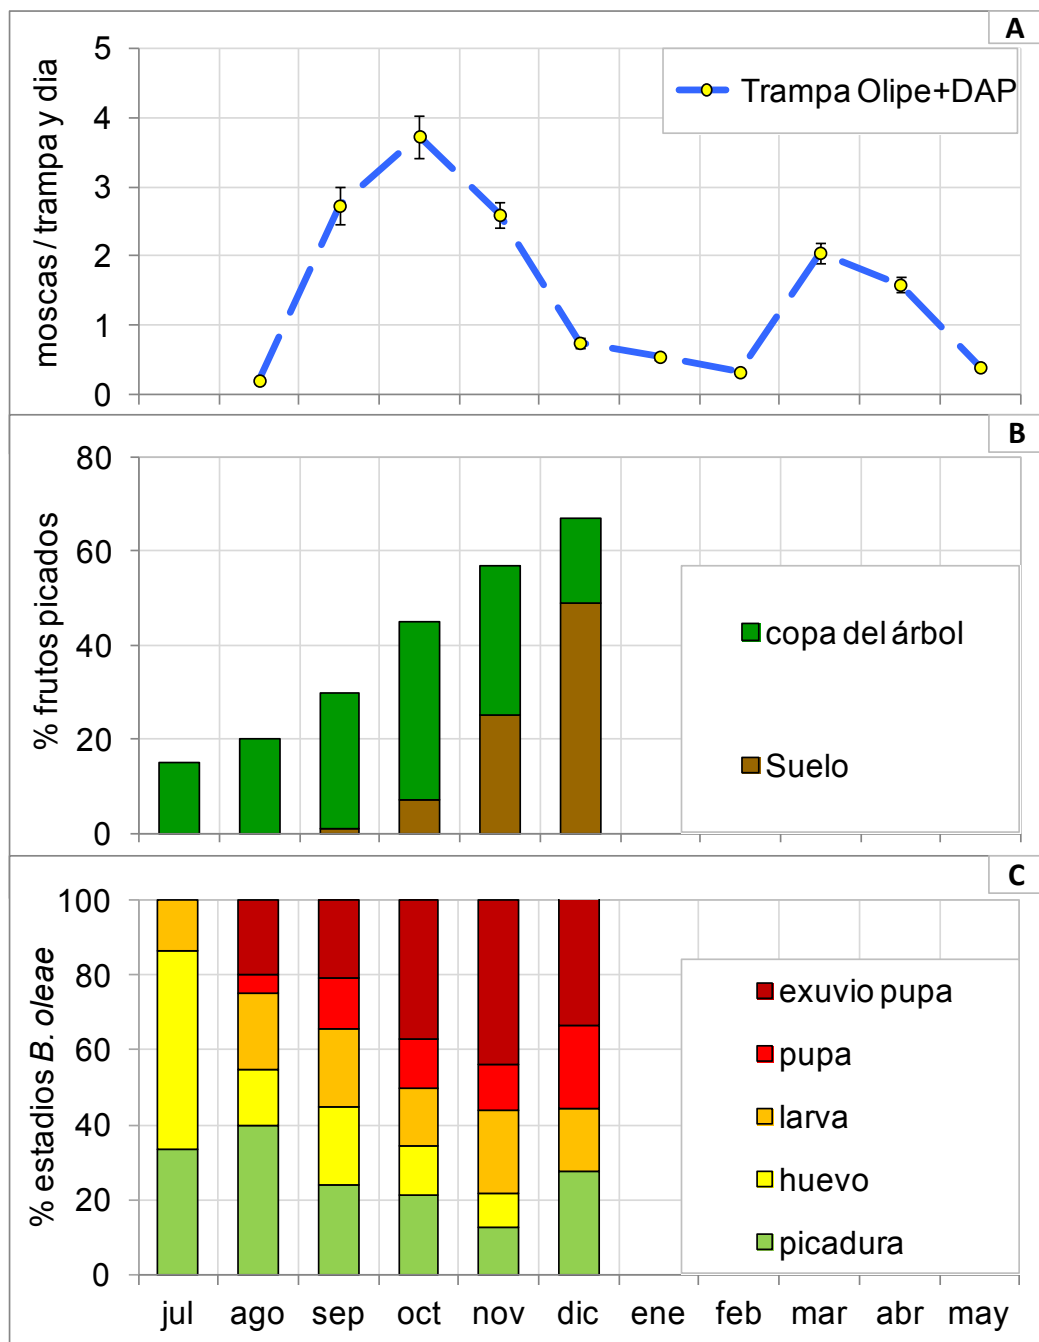 A
5
4
3
2
1
0
moscas / trampa y dia
Trampa Olipe+DAP
B
80
60
40
20
0
% frutos picados
copa del árbol
Suelo
C
100
80
60
40
20
0
% estadios B. oleae
exuvio pupa
pupa
larva
huevo
picadura
jul ago sep oct nov dic ene feb mar abr may